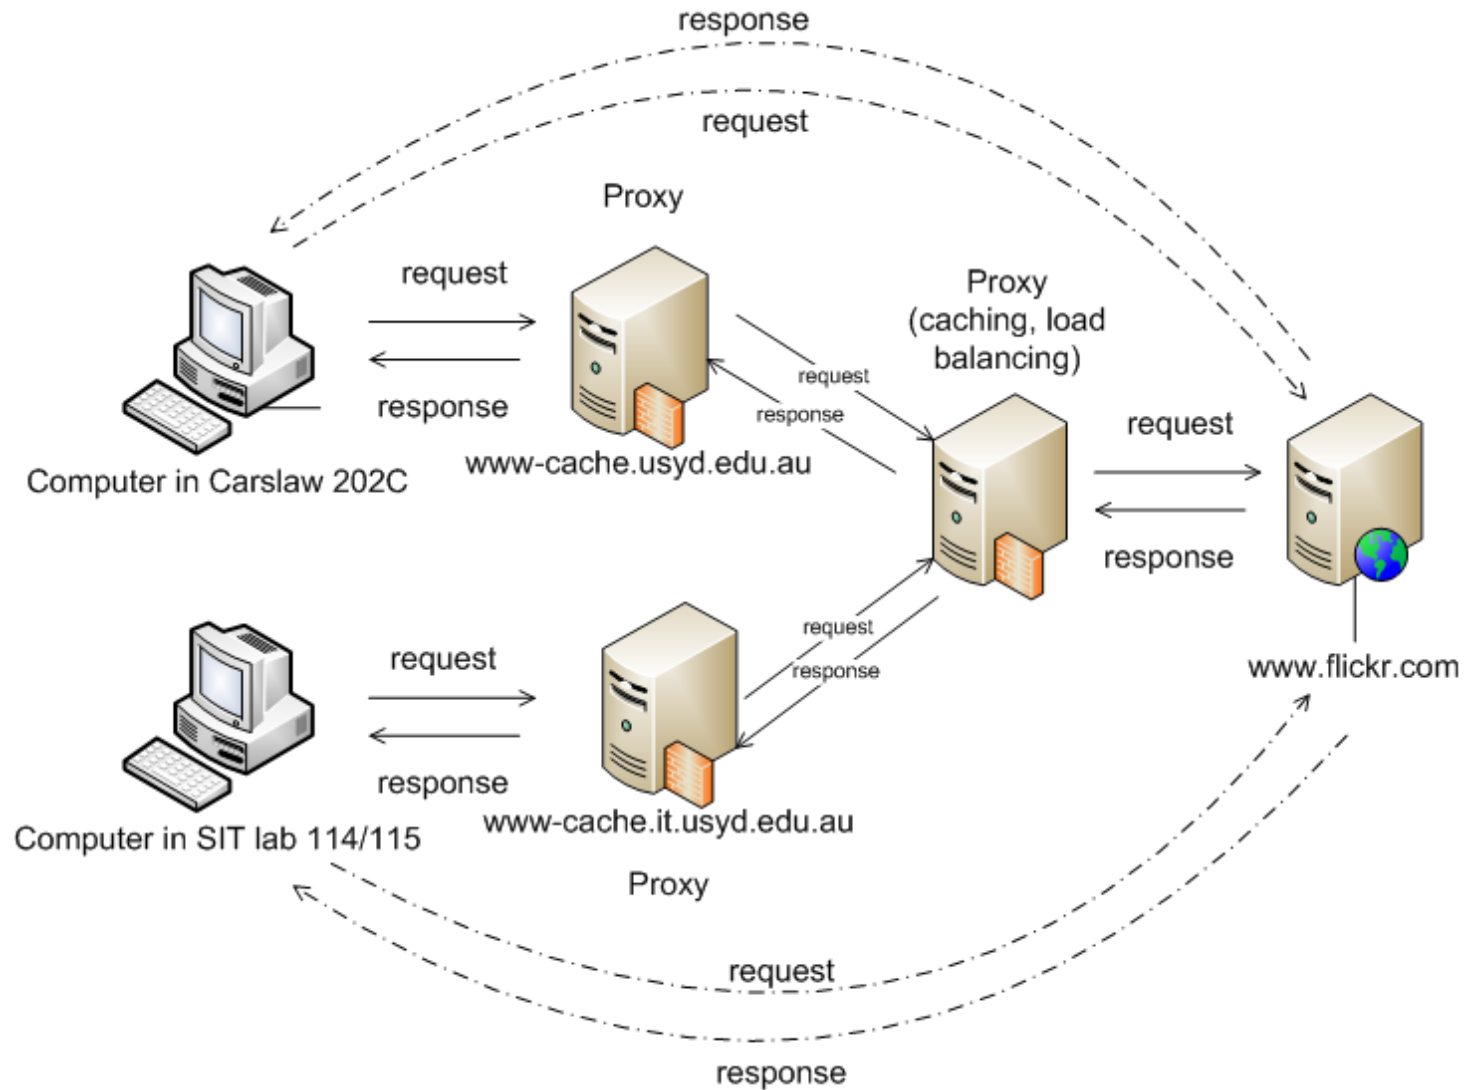 response
request
Proxy
request
response
Computer in Carslaw 202C
www-cache.usyd.edu.au
request
response
Proxy
(caching, load
balancing)
request
response
www.flickr.com
request
response
Computer in SIT lab 114/115
www-cache.it.usyd.edu.au
Proxy
request
response
request
response